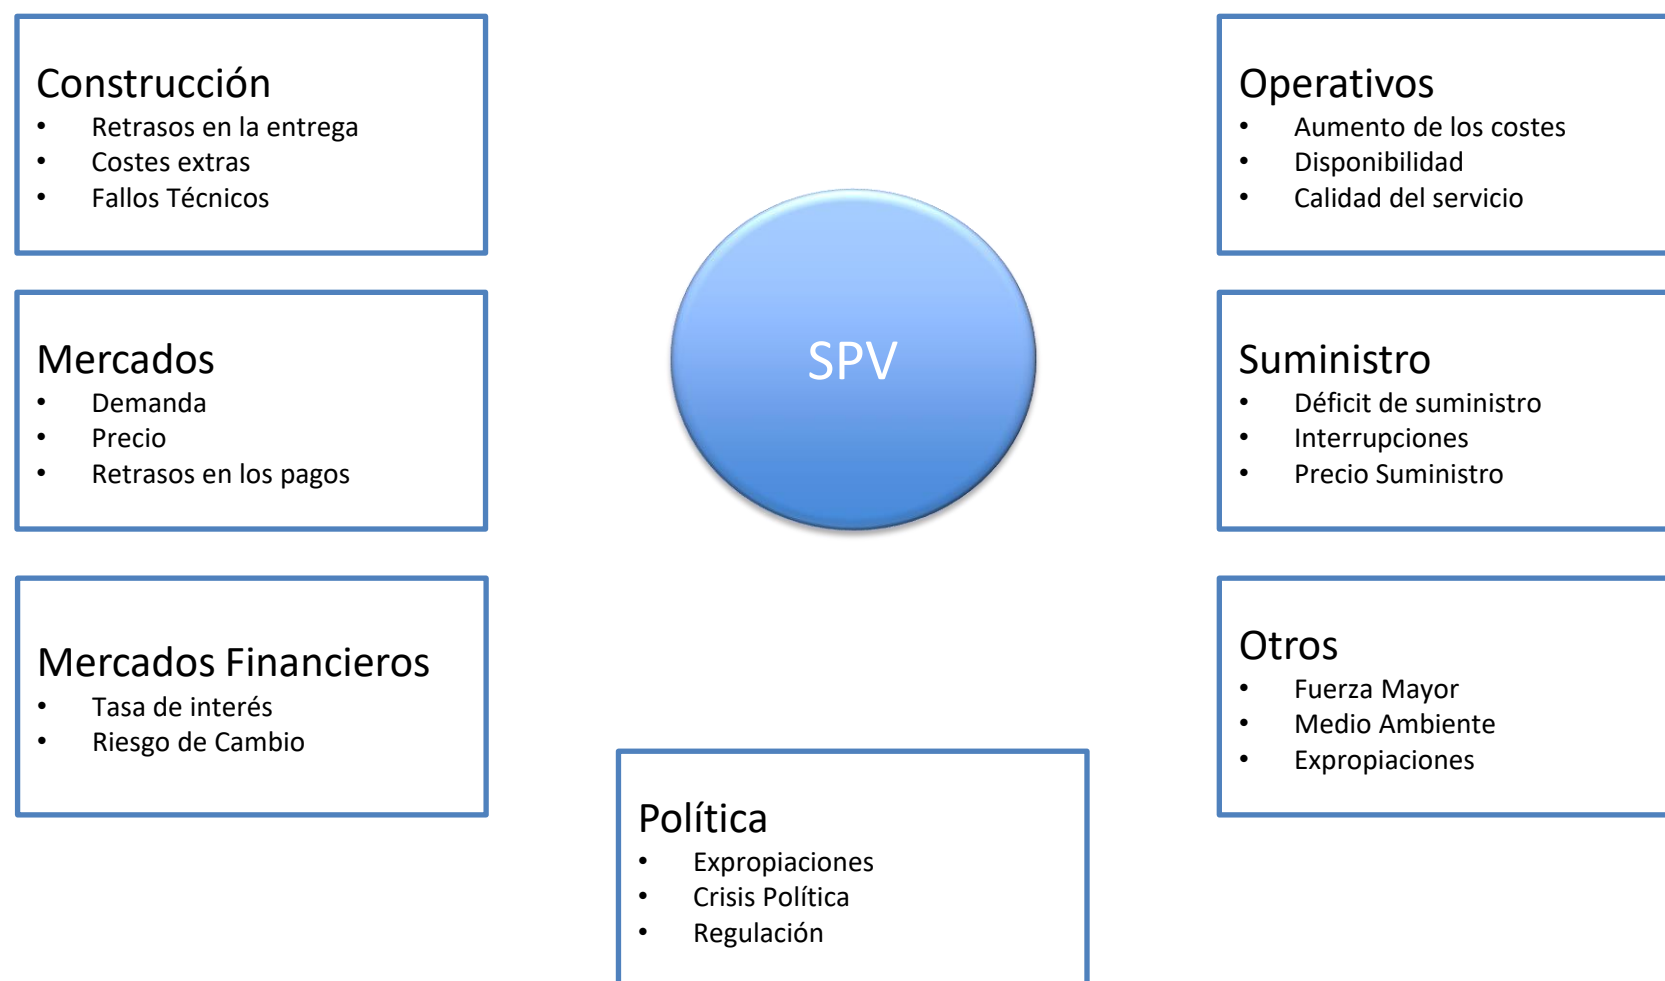 Construcción
• Retrasos en la entrega
• Costes extras
• Fallos Técnicos
Mercados
• Demanda
• Precio
• Retrasos en los pagos
Mercados Financieros
• Tasa de interés
• Riesgo de Cambio
SPV
Política
• Expropiaciones
• Crisis Política
• Regulación
Operativos
• Aumento de los costes
• Disponibilidad
• Calidad del servicio
Suministro
• Déficit de suministro
• Interrupciones
• Precio Suministro
Otros
• Fuerza Mayor
• Medio Ambiente
• Expropiaciones